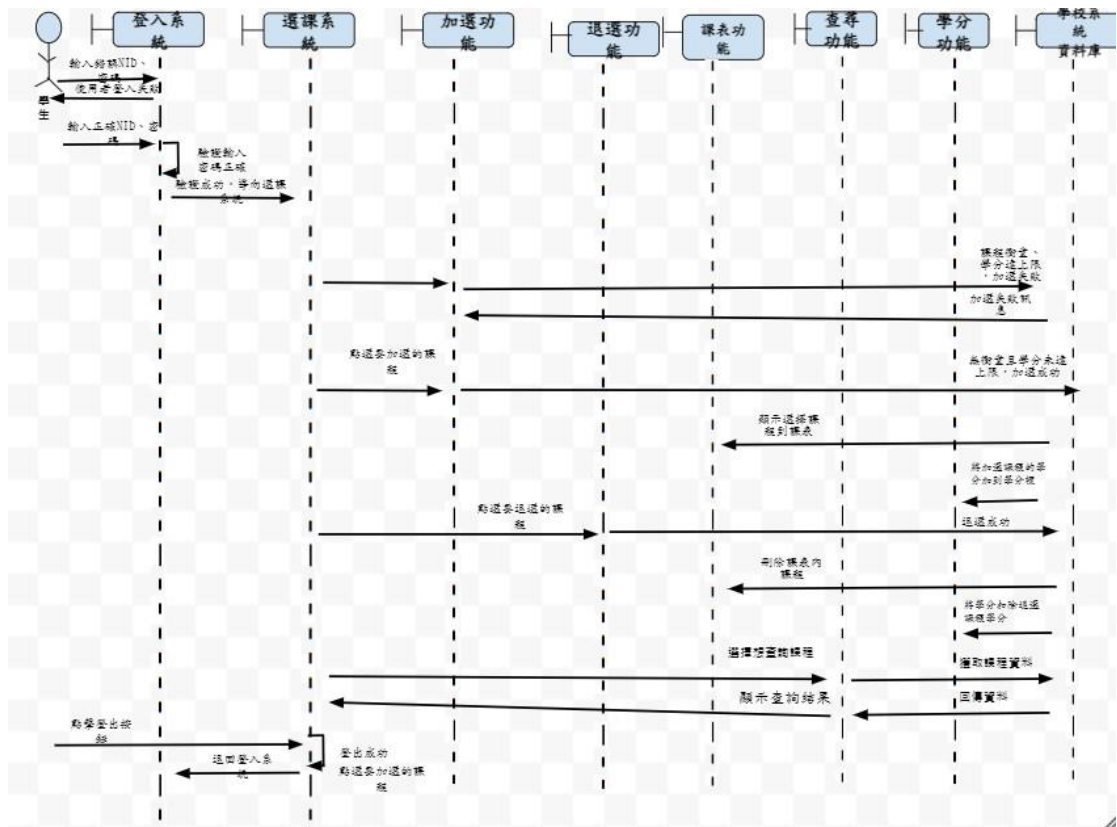 登入系
統
選課系
統
加選功
能
退選功
能
課表功
能
查尋
功能
學分
功能
學校系
統
資料庫
學
生
輸入錯誤NID、
密碼
使用者登入失敗
輸入正確NID、密
碼
驗證輸入
密碼正確
驗證成功，導向選課
系統
課程衝堂、
學分達上限
，加選失敗
加選失敗訊
息
點選要加選的課
程
無衝堂且學分未達
上限，加選成功
顯示選擇課
程到課表
將加選課程的學
分加到學分裡
點選要退選的課
程
退選成功
刪除課表內
課程
將學分扣除退選
課程學分
選擇想查詢課程
獲取課程資料
顯示查詢結果
回傳資料
點擊登出按
鈕
登出成功
退回登入系
統
點選要加選的課
程